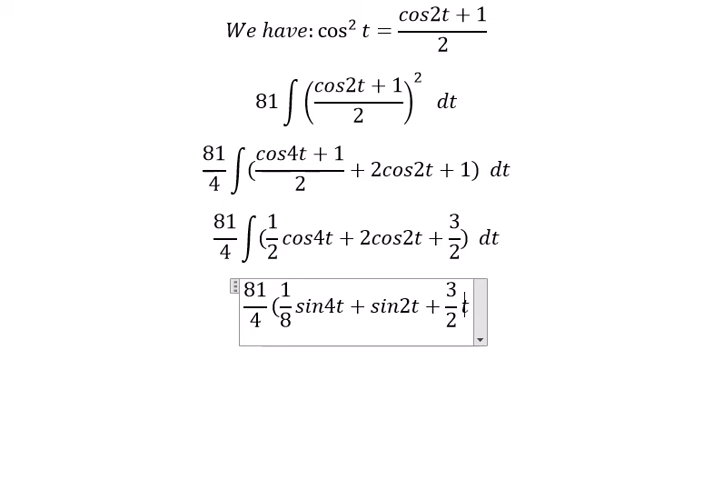 We have: cos² t = (cos2t + 1)/2
81 ∫ ((cos2t + 1)/2)² dt
81/4 ∫ ((cos4t + 1)/2 + 2cos2t + 1) dt
81/4 ∫ (1/2 cos4t + 2cos2t + 3/2) dt
81/4 (1/8 sin4t + sin2t + 3/2 t